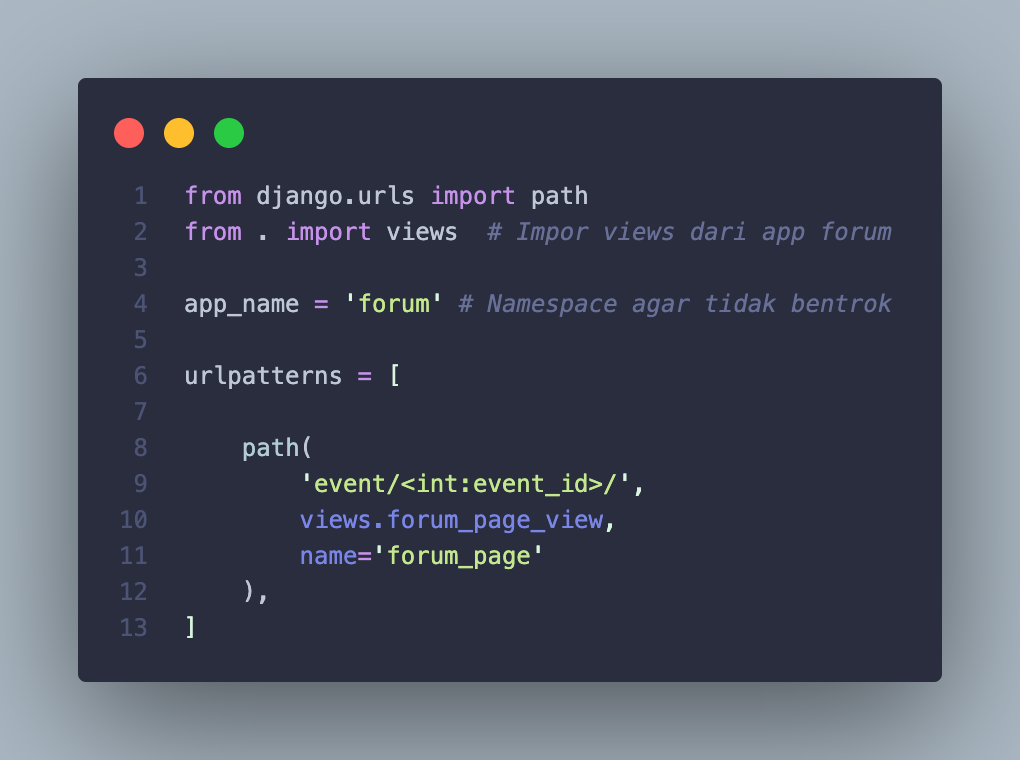 1 from django.urls import path
2 from . import views  # Impor views dari app forum
3
4 app_name = 'forum' # Namespace agar tidak bentrok
5
6 urlpatterns = [
7
8     path(
9         'event/<int:event_id>/',
10         views.forum_page_view,
11         name='forum_page'
12     ),
13 ]